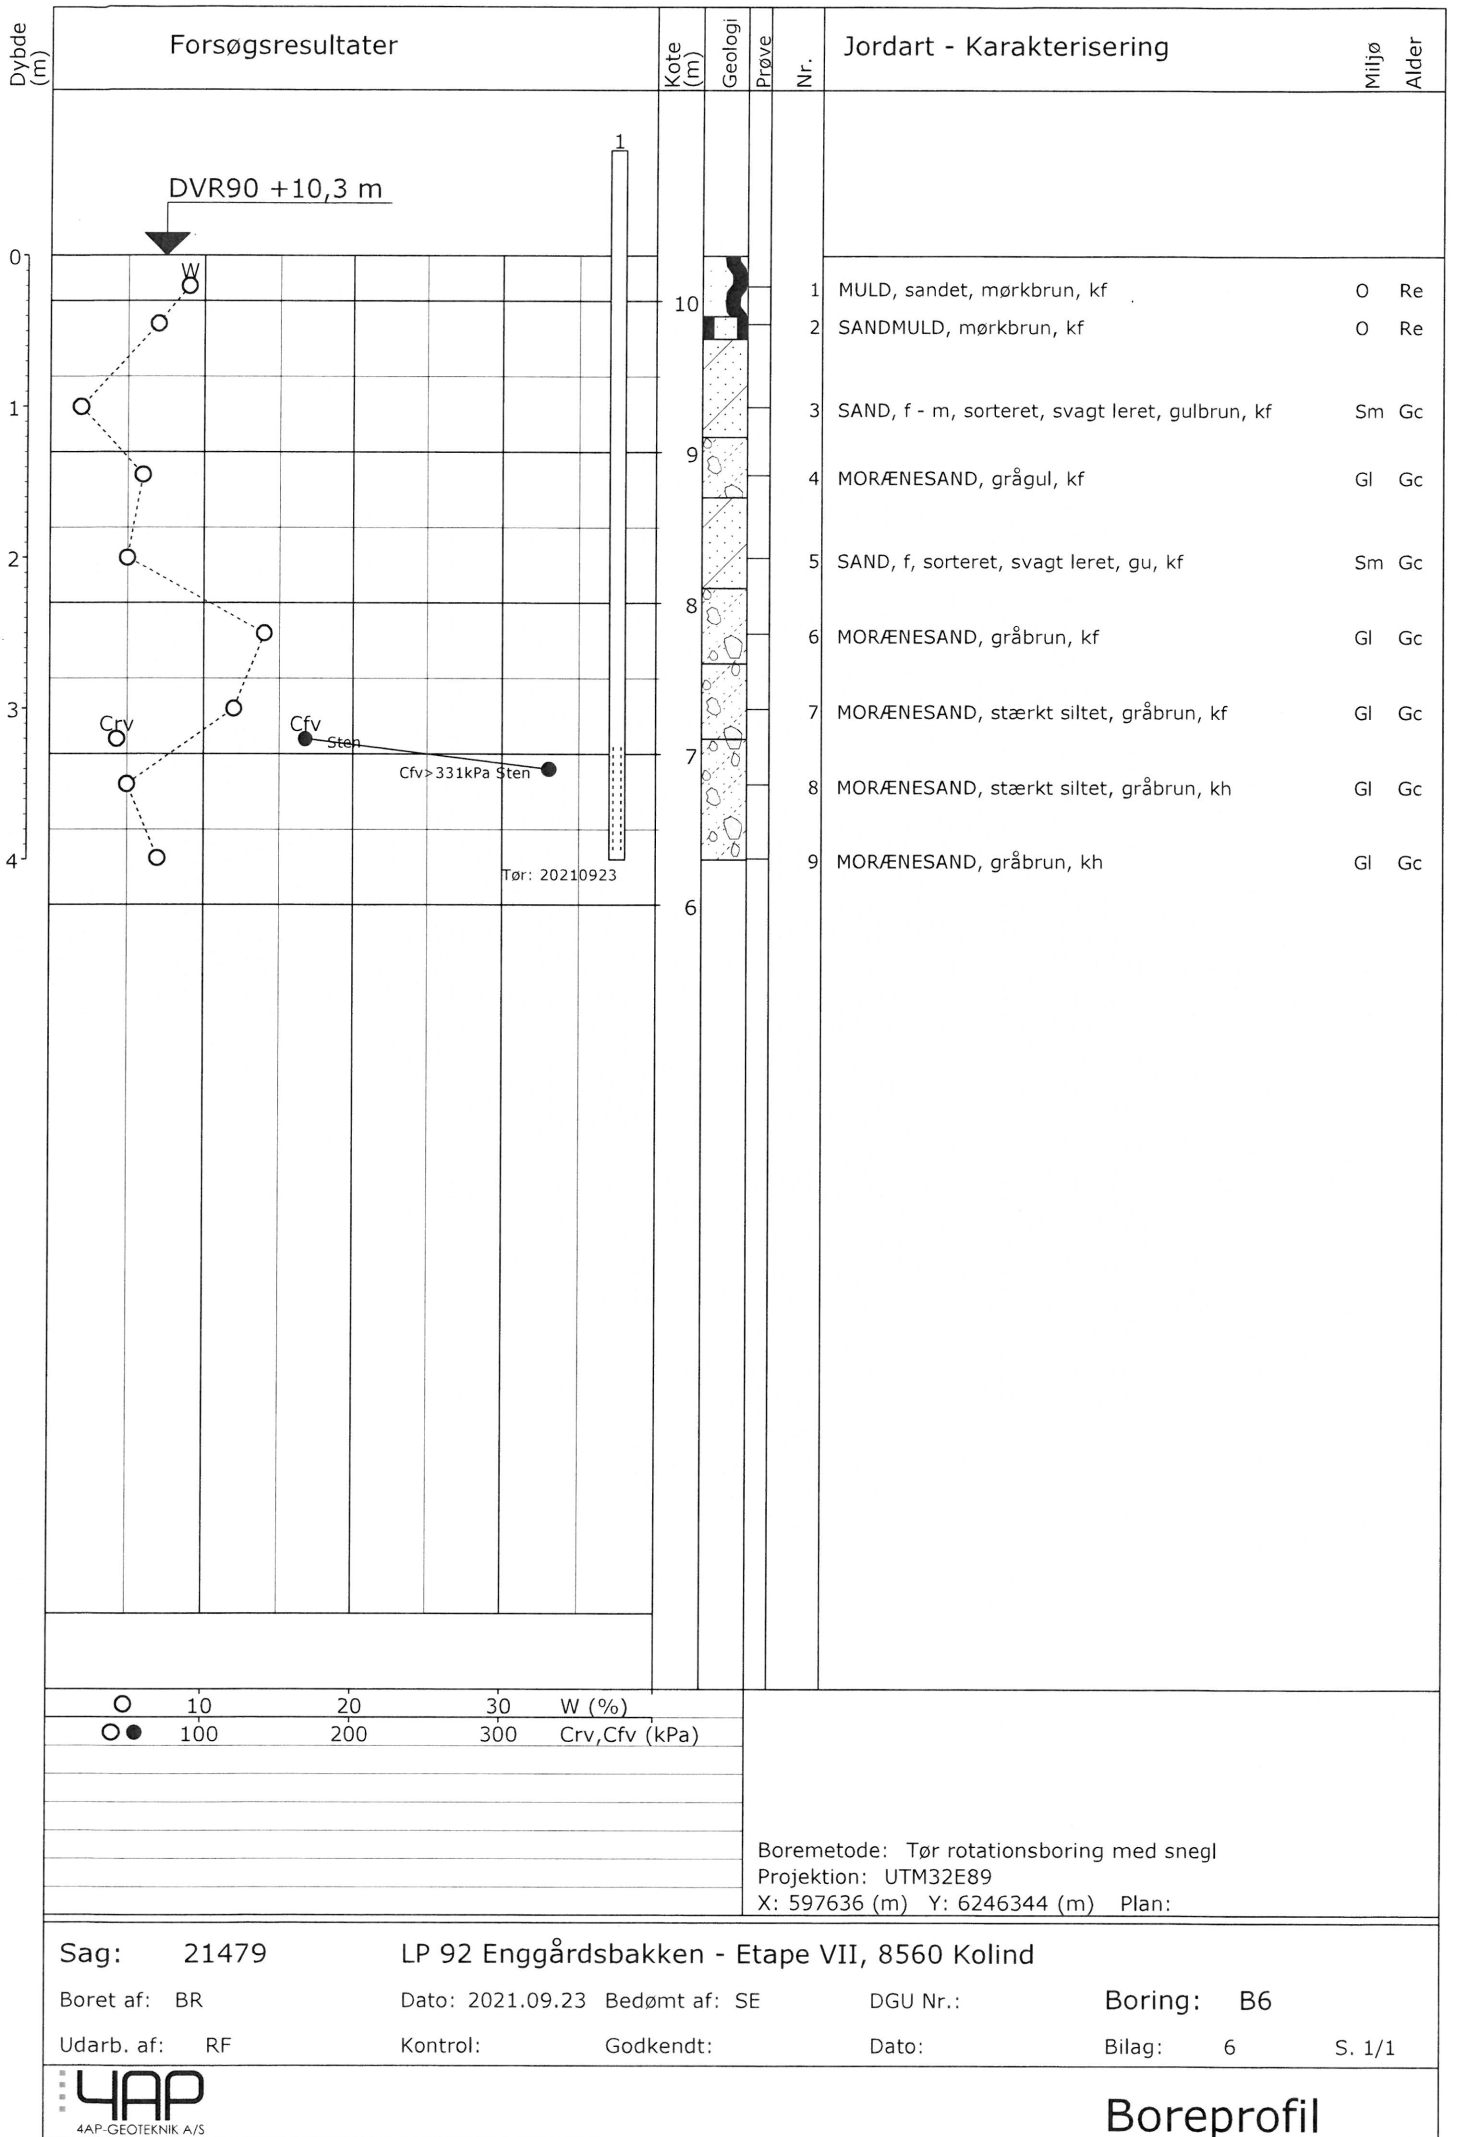 Dybde (m)
Forsøgsresultater
Kote (m)
Geologi
Prøve
Nr.
Jordart - Karakterisering
Miljø
Alder
1
DVR90 +10,3 m
0
W
10
1 MULD, sandet, mørkbrun, kf O Re
2 SANDMULD, mørkbrun, kf O Re
1
3 SAND, f - m, sorteret, svagt leret, gulbrun, kf Sm Gc
9
4 MORÆNESAND, grågul, kf Gl Gc
2
5 SAND, f, sorteret, svagt leret, gu, kf Sm Gc
8
6 MORÆNESAND, gråbrun, kf Gl Gc
3
7 MORÆNESAND, stærkt siltet, gråbrun, kf Gl Gc
Crv
Cfv
Sten
7
Cfv>331kPa Sten
8 MORÆNESAND, stærkt siltet, gråbrun, kh Gl Gc
4
9 MORÆNESAND, gråbrun, kh Gl Gc
Tør: 20210923
6
10 20 30 W (%)
100 200 300 Crv,Cfv (kPa)
Boremetode: Tør rotationsboring med snegl
Projektion: UTM32E89
X: 597636 (m) Y: 6246344 (m) Plan:
Sag: 21479 LP 92 Enggårdsbakken - Etape VII, 8560 Kolind
Boret af: BR Dato: 2021.09.23 Bedømt af: SE DGU Nr.: Boring: B6
Udarb. af: RF Kontrol: Godkendt: Dato: Bilag: 6 S. 1/1
4AP
4AP-GEOTEKNIK A/S
Boreprofil